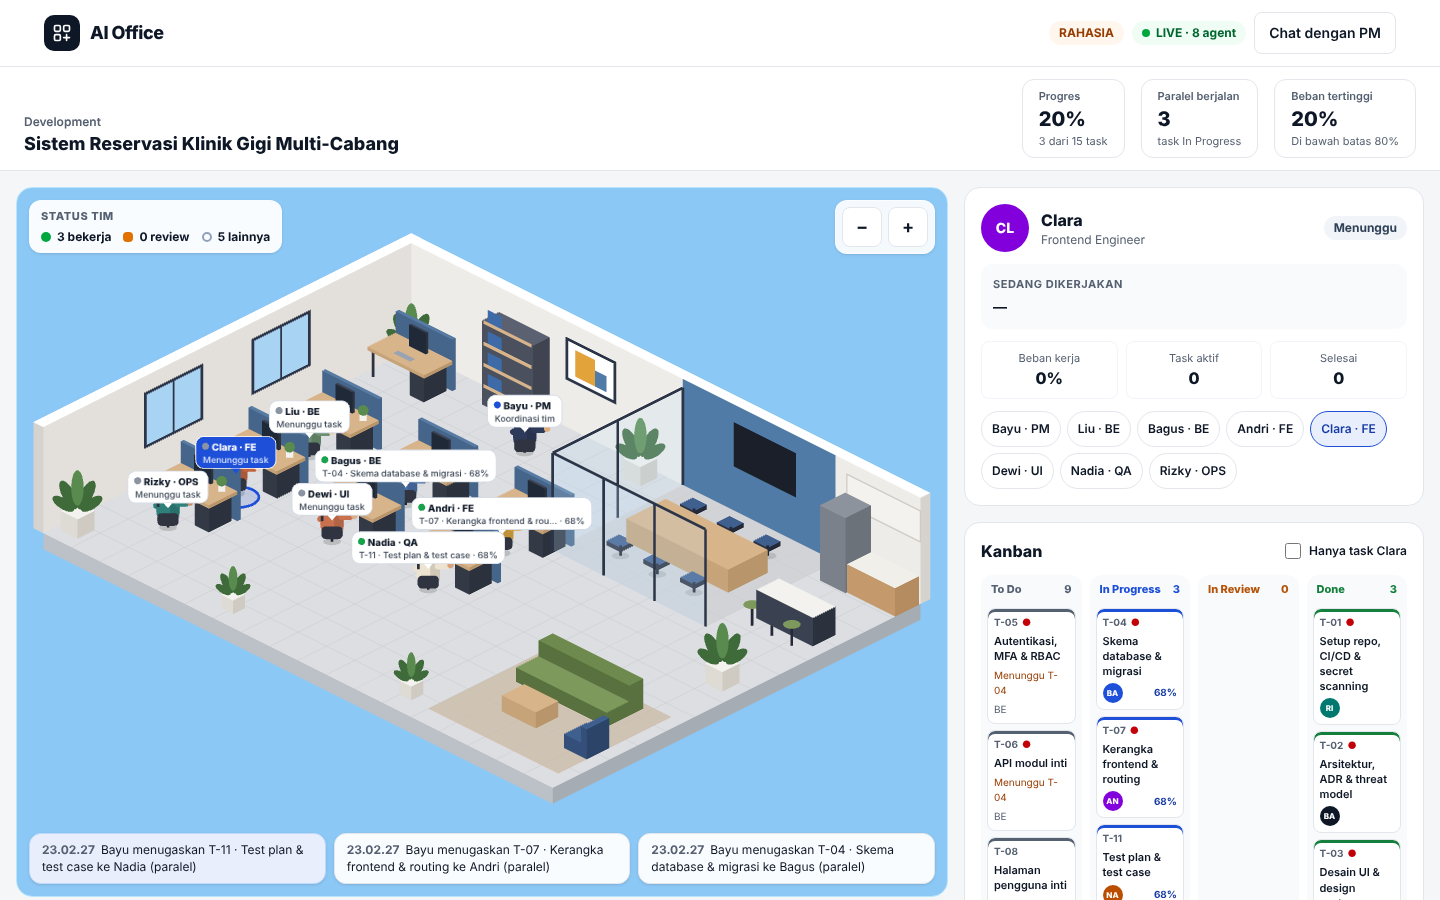 AI Office
RAHASIA
LIVE · 8 agent
Chat dengan PM
Development
Sistem Reservasi Klinik Gigi Multi-Cabang
Progres
20%
3 dari 15 task
Paralel berjalan
3
task In Progress
Beban tertinggi
20%
Di bawah batas 80%
STATUS TIM
3 bekerja
0 review
5 lainnya
−
+
Liu · BE
Menunggu task
Bayu · PM
Koordinasi tim
Clara · FE
Menunggu task
Bagus · BE
T-04 · Skema database & migrasi · 68%
Rizky · OPS
Menunggu task
Dewi · UI
Menunggu task
Andri · FE
T-07 · Kerangka frontend & rou... · 68%
Nadia · QA
T-11 · Test plan & test case · 68%
23.02.27 Bayu menugaskan T-11 · Test plan &
test case ke Nadia (paralel)
23.02.27 Bayu menugaskan T-07 · Kerangka
frontend & routing ke Andri (paralel)
23.02.27 Bayu menugaskan T-04 · Skema
database & migrasi ke Bagus (paralel)
CL
Clara
Frontend Engineer
Menunggu
SEDANG DIKERJAKAN
—
Beban kerja
0%
Task aktif
0
Selesai
0
Bayu · PM
Liu · BE
Bagus · BE
Andri · FE
Clara · FE
Dewi · UI
Nadia · QA
Rizky · OPS
Kanban
Hanya task Clara
To Do 9
T-05
Autentikasi,
MFA & RBAC
Menunggu T-
04
BE
T-06
API modul inti
Menunggu T-
04
BE
T-08
Halaman
pengguna inti
In Progress 3
T-04
Skema
database &
migrasi
BA
68%
T-07
Kerangka
frontend &
routing
AN
68%
T-11
Test plan &
test case
NA
68%
In Review 0
Done 3
T-01
Setup repo,
CI/CD &
secret
scanning
RI
T-02
Arsitektur,
ADR & threat
model
BA
T-03
Desain UI &
design